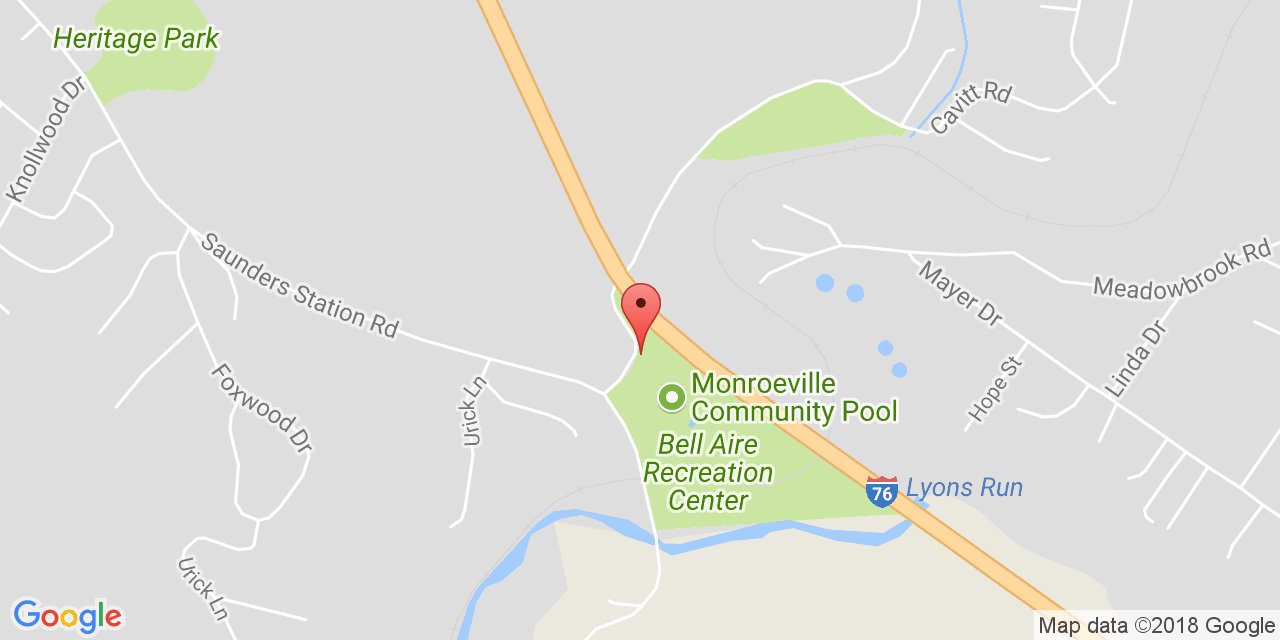 Heritage Park
Knollwood Dr
Cavitt Rd
Saunders Station Rd
Meadowbrook Rd
Mayer Dr
Linda Dr
Hope St
Foxwood Dr
Urick Ln
Monroeville
Community Pool
Bell Aire
Recreation
Center
76
Lyons Run
Urick Ln
Google
Map data ©2018 Google